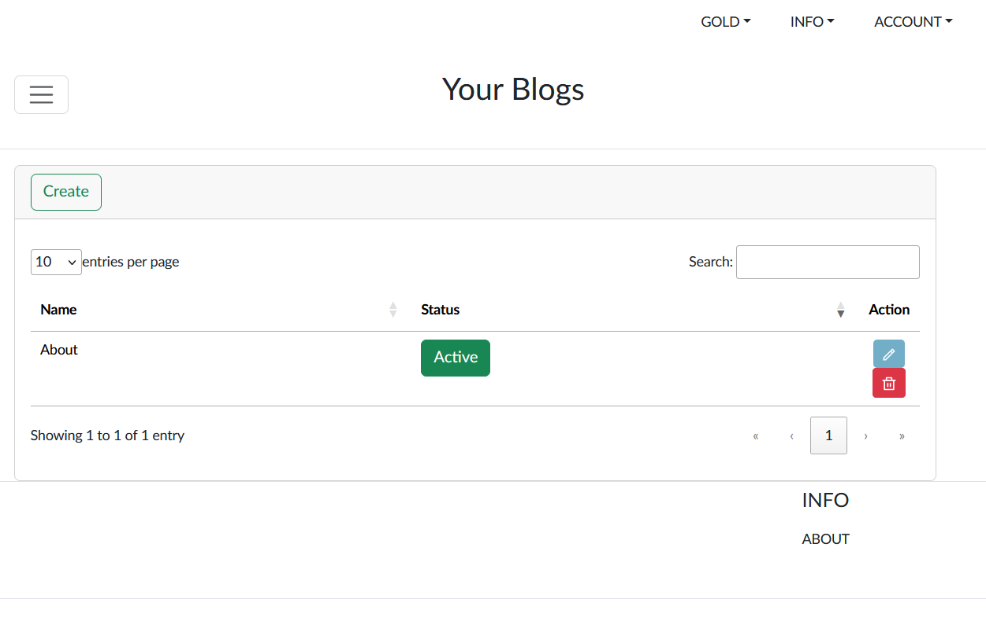 GOLD INFO ACCOUNT
Your Blogs
Create
10 entries per page Search:
Name Status Action
About Active
Showing 1 to 1 of 1 entry « ‹ 1 › »
INFO
ABOUT